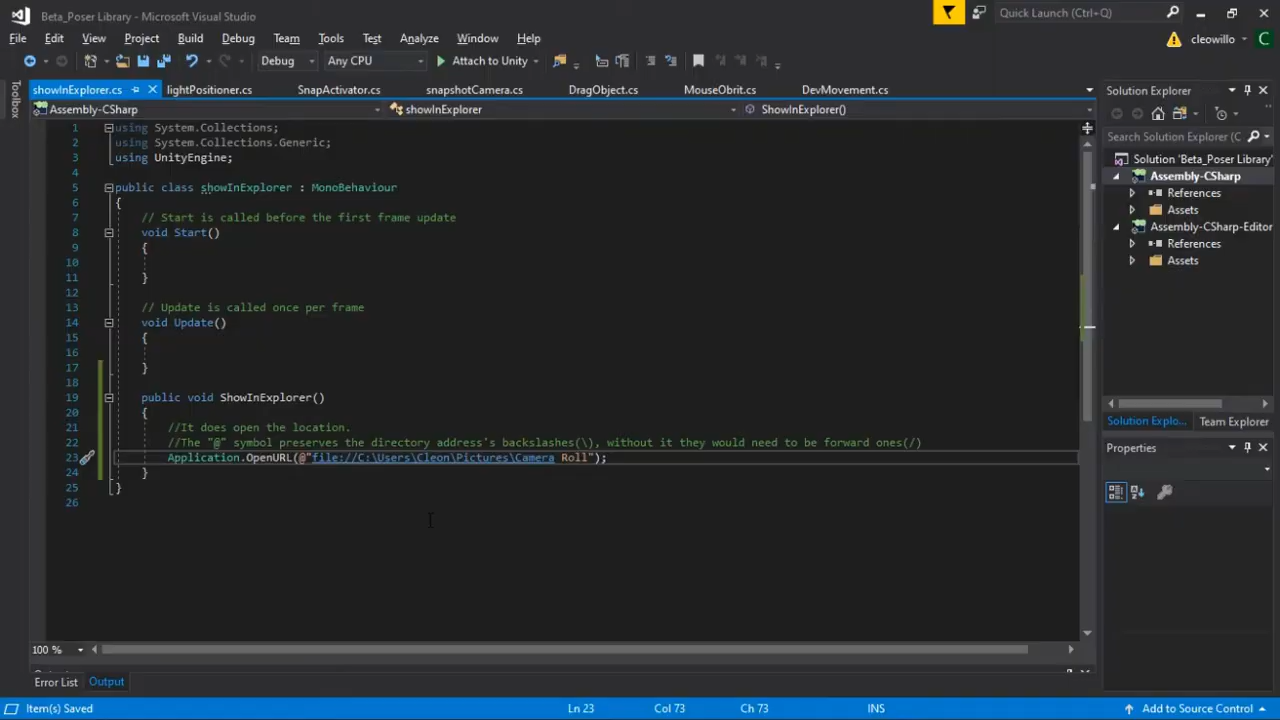 Beta_Poser Library - Microsoft Visual Studio
Quick Launch (Ctrl+Q)
File Edit View Project Build Debug Team Tools Test Analyze Window Help
cleowillo C
Debug Any CPU Attach to Unity
showInExplorer.cs lightPositioner.cs SnapActivator.cs snapshotCamera.cs DragObject.cs MouseObrit.cs DevMovement.cs
Assembly-CSharp showInExplorer ShowInExplorer()
Toolbox
1 using System.Collections;
2 using System.Collections.Generic;
3 using UnityEngine;
4
5 public class showInExplorer : MonoBehaviour
6 {
7 // Start is called before the first frame update
8 void Start()
9 {
10
11 }
12
13 // Update is called once per frame
14 void Update()
15 {
16
17 }
18
19 public void ShowInExplorer()
20 {
21 //It does open the location.
22 //The "@" symbol preserves the directory address's backslashes(\), without it they would need to be forward ones(/)
23 Application.OpenURL(@"file://C:\Users\Cleon\Pictures\Camera Roll");
24 }
25 }
26
100 %
Error List Output
Solution Explorer
Search Solution Explorer (C
Solution 'Beta_Poser Library'
Assembly-CSharp
References
Assets
Assembly-CSharp-Editor
References
Assets
Solution Explo... Team Explorer
Properties
Item(s) Saved Ln 23 Col 73 Ch 73 INS Add to Source Control